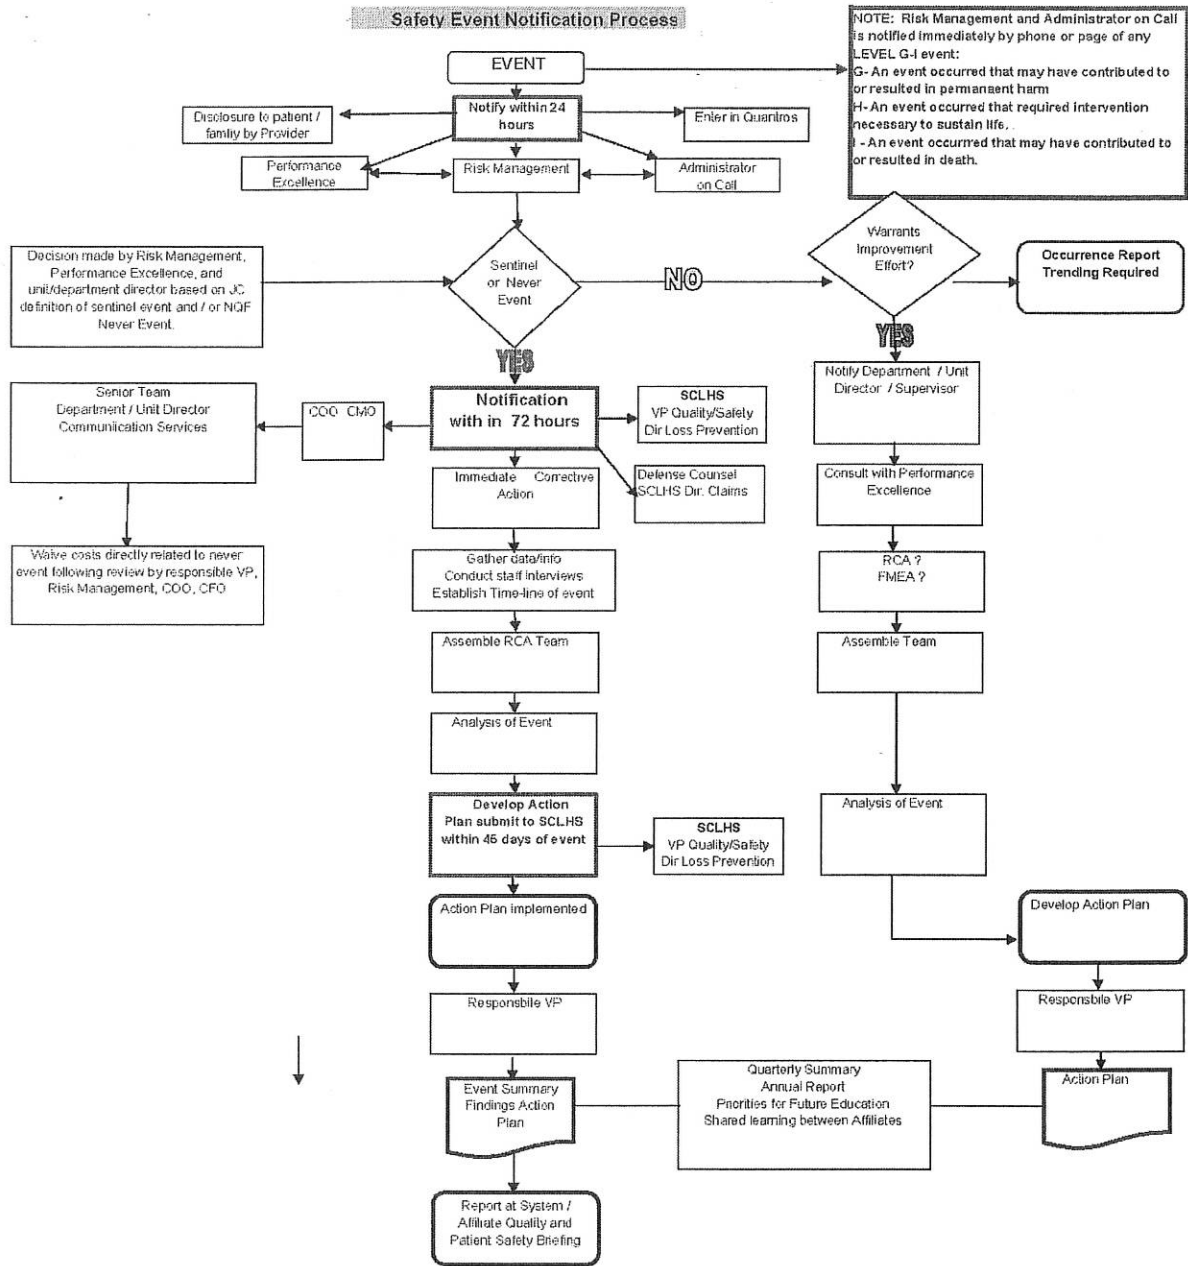 Safety Event Notification Process
NOTE: Risk Management and Administrator on Call
is notified immediately by phone or page of any
LEVEL G-I event:
G- An event occurred that may have contributed to
or resulted in permanaent harm
H- An event occurred that required intervention
necessary to sustain life.
I - An event occurrred that may have contributed to
or resulted in death.
EVENT
Notify within 24
hours
Disclosure to patient /
family by Provider
Enter in Quantros
Performance
Excellence
Risk Management
Administrator
on Call
Decision made by Risk Management,
Performance Excellence, and
unit/department director based on JC
definition of sentinel event and / or NQF
Never Event.
Sentinel
or Never
Event
NO
Warrants
Improvement
Effort?
Occurrence Report
Trending Required
YES
YES
Senior Team
Department / Unit Director
Communication Services
COO CMO
Notification
with in 72 hours
SCLHS
VP Quality/Safety
Dir Loss Prevention
Notify Department / Unit
Director / Supervisor
Immediate Corrective
Action
Defense Counsel
SCLHS Dir. Claims
Consult with Performance
Excellence
Waive costs directly related to never
event following review by responsible VP,
Risk Management, COO, CFO
Gather data/info
Conduct staff interviews
Establish Time-line of event
RCA ?
FMEA ?
Assemble RCA Team
Assemble Team
Analysis of Event
Develop Action
Plan submit to SCLHS
within 45 days of event
SCLHS
VP Quality/Safety
Dir Loss Prevention
Analysis of Event
Action Plan implemented
Develop Action Plan
Responsbile VP
Responsbile VP
Event Summary
Findings Action
Plan
Quarterly Summary
Annual Report
Priorities for Future Education
Shared learning between Affiliates
Action Plan
Report at System /
Affiliate Quality and
Patient Safety Briefing